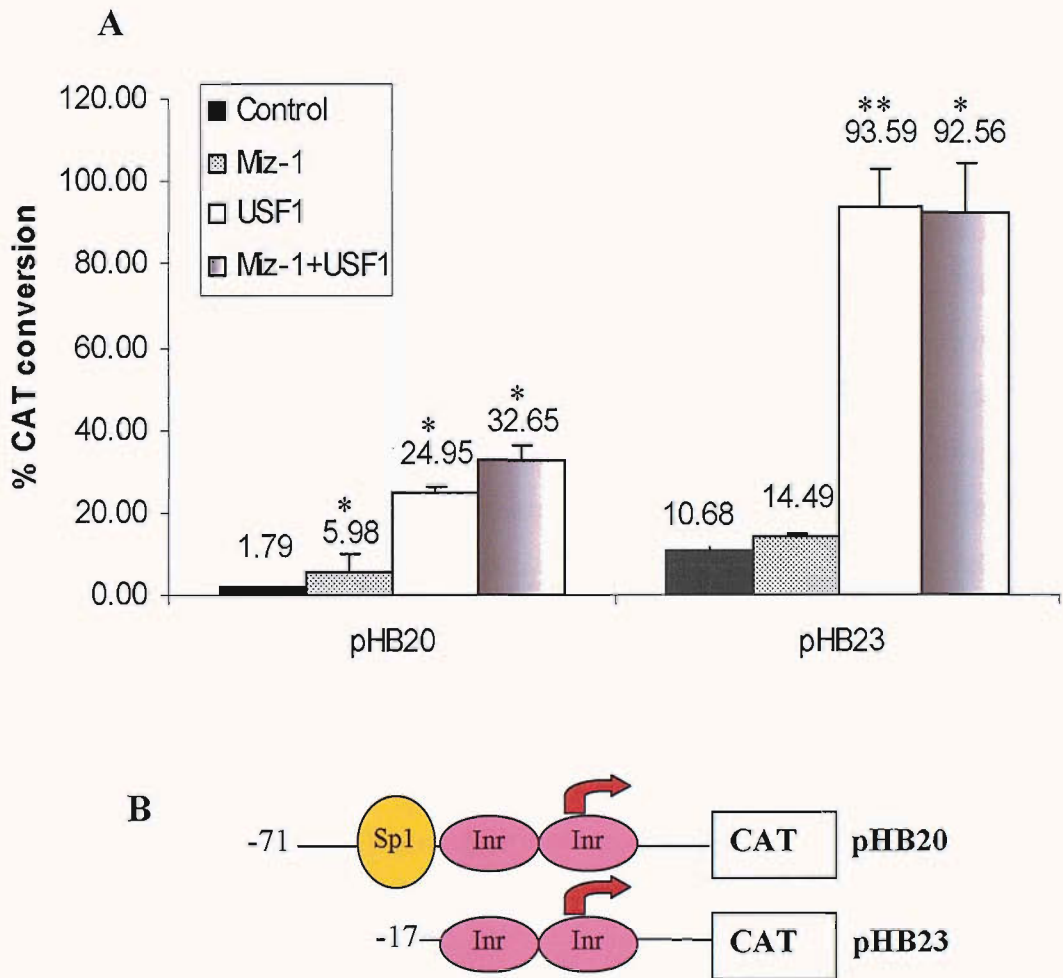 A
120.00
100.00
80.00
60.00
40.00
20.00
0.00
% CAT conversion
Control
Miz-1
USF1
Miz-1+USF1
1.79
*
5.98
*
24.95
*
32.65
10.68
14.49
**
93.59
*
92.56
pHB20 pHB23
B
-71 Sp1 Inr Inr CAT pHB20
-17 Inr Inr CAT pHB23